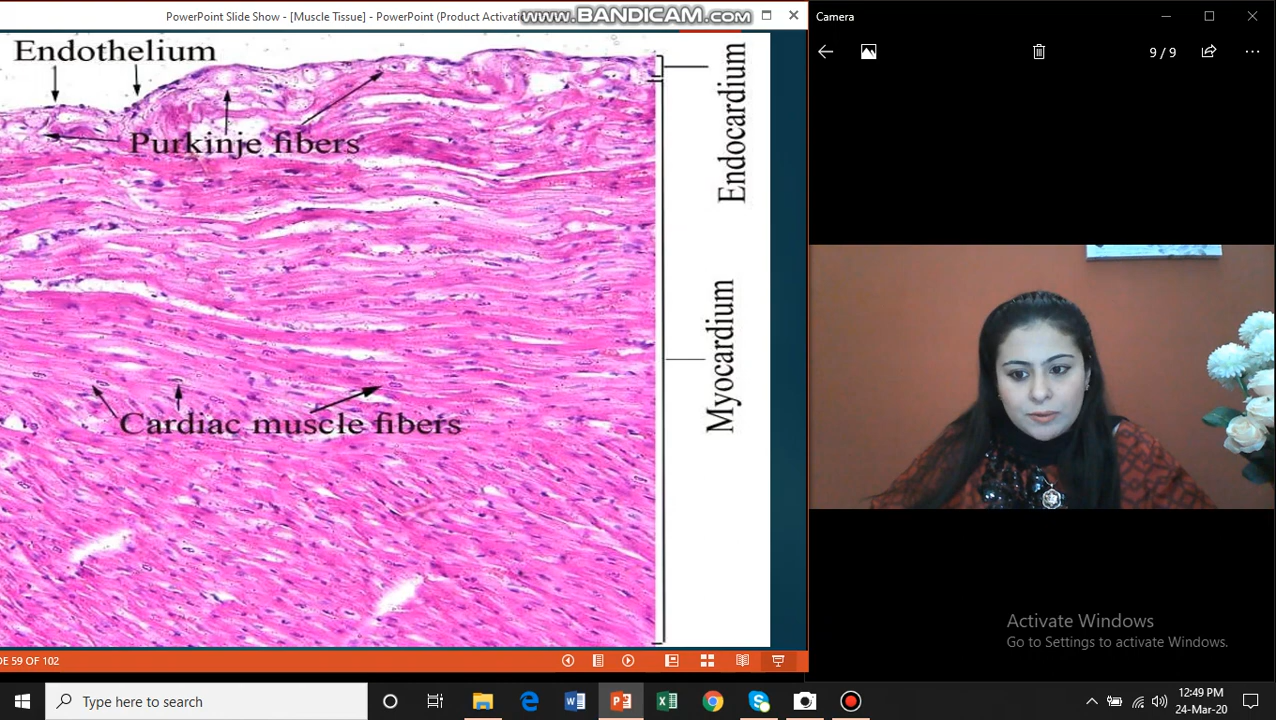 PowerPoint Slide Show - [Muscle Tissue] - PowerPoint (Product Activati
www.BANDICAM.com
Camera
9 / 9
Endothelium
Purkinje fibers
Endocardium
Myocardium
Cardiac muscle fibers
Activate Windows
Go to Settings to activate Windows.
DE 59 OF 102
Type here to search
12:49 PM
24-Mar-20